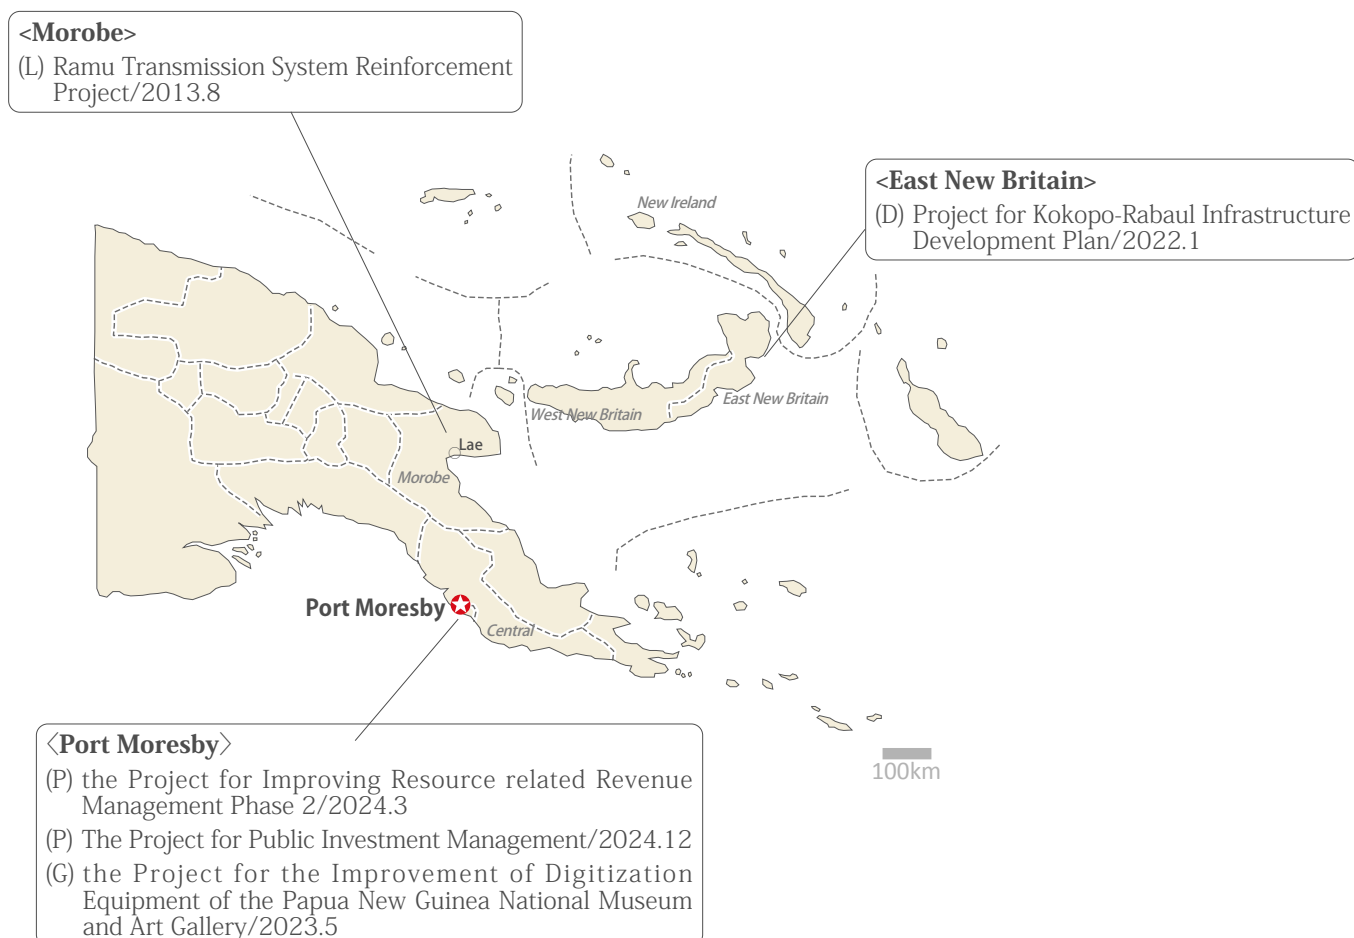 <Morobe>
(L) Ramu Transmission System Reinforcement
Project/2013.8
<East New Britain>
(D) Project for Kokopo-Rabaul Infrastructure
Development Plan/2022.1
New Ireland
West New Britain
East New Britain
Lae
Morobe
Port Moresby
Central
100km
〈Port Moresby〉
(P) the Project for Improving Resource related Revenue
Management Phase 2/2024.3
(P) The Project for Public Investment Management/2024.12
(G) the Project for the Improvement of Digitization
Equipment of the Papua New Guinea National Museum
and Art Gallery/2023.5